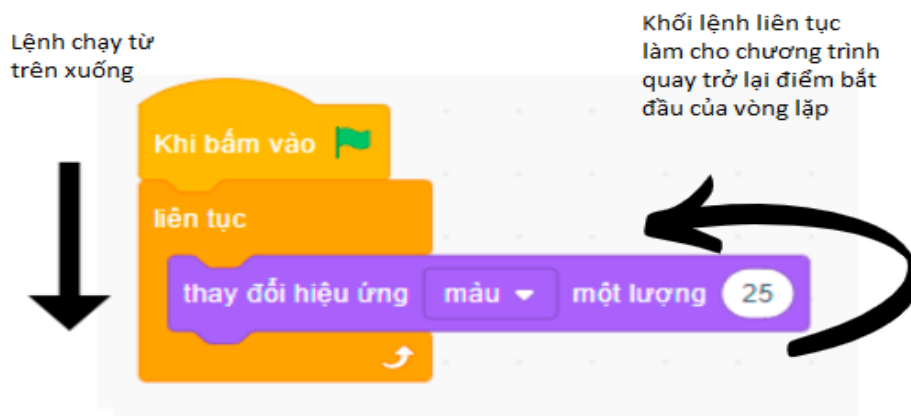 Lệnh chạy từ
trên xuống
Khối lệnh liên tục
làm cho chương trình
quay trở lại điểm bắt
đầu của vòng lặp
Khi bấm vào
liên tục
thay đổi hiệu ứng màu một lượng 25